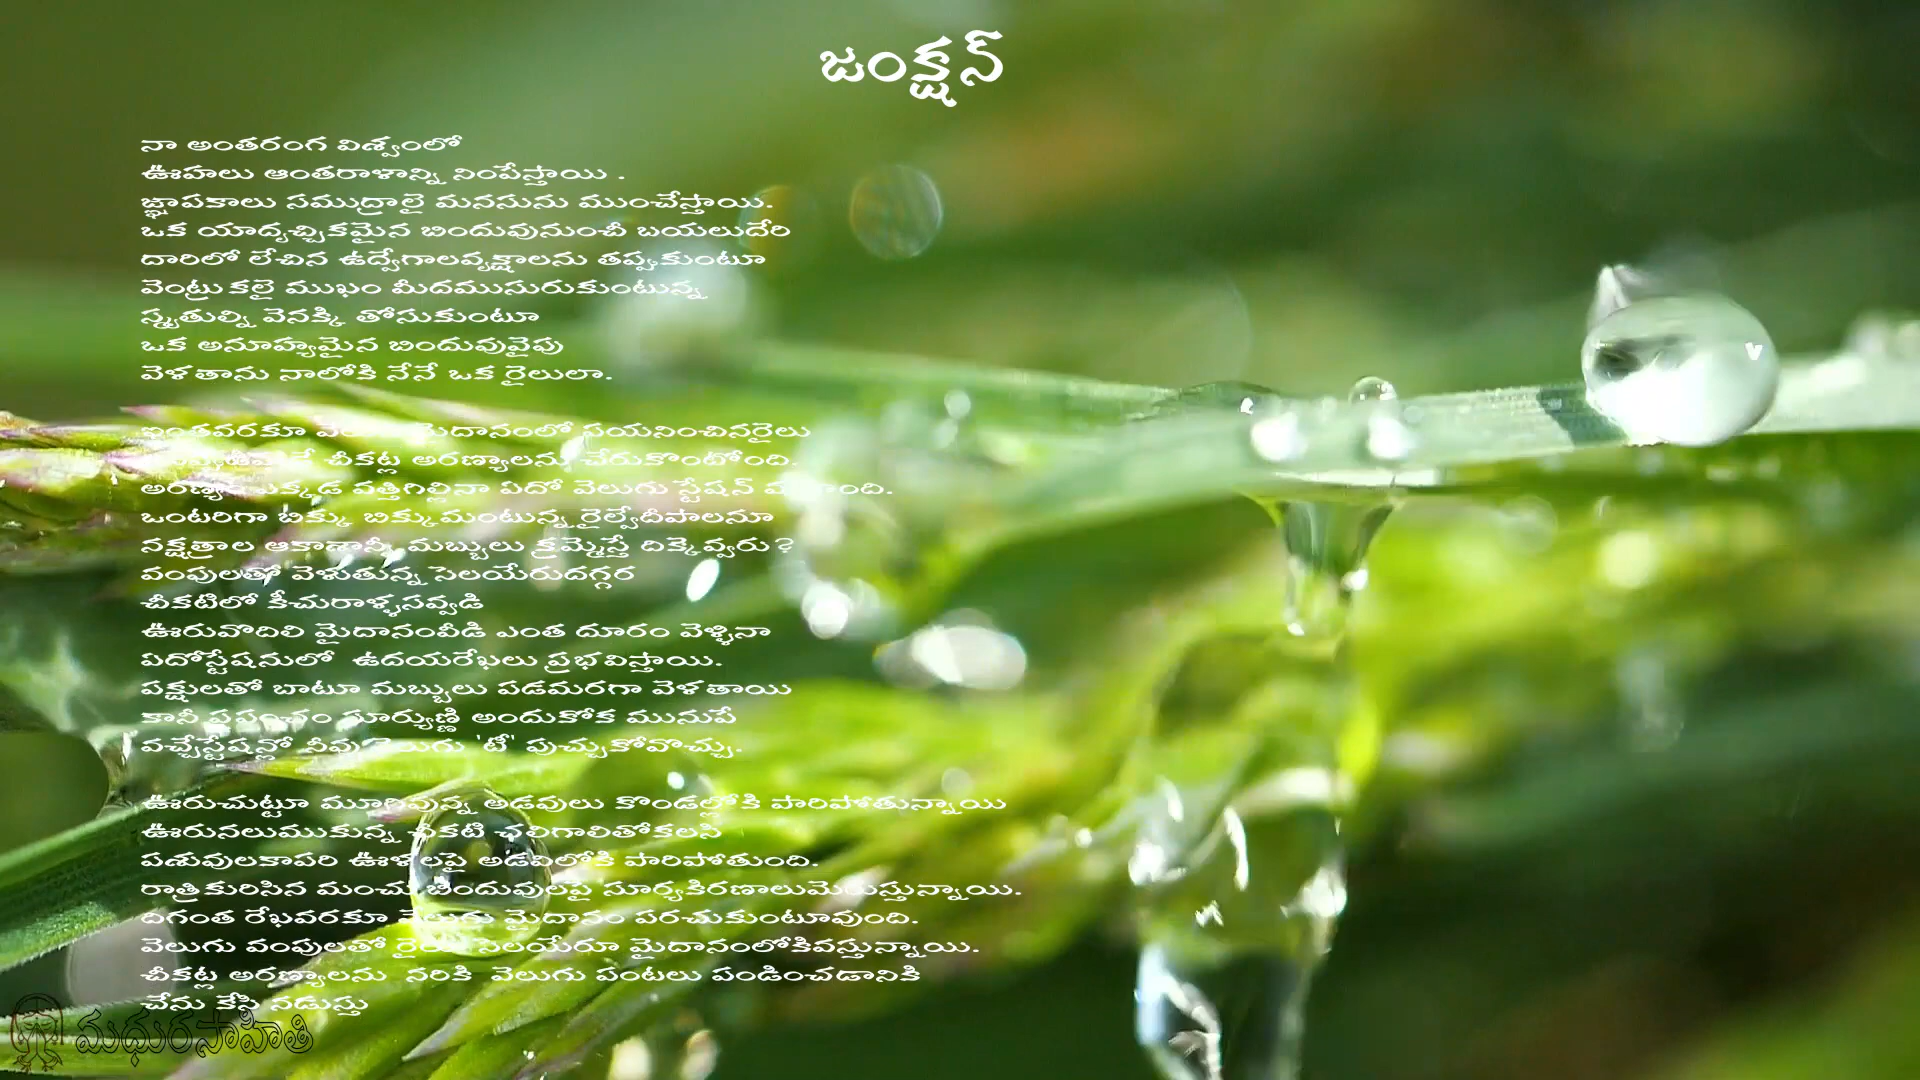 జంక్షన్
నా అంతరంగ విశ్వంలో
ఊహలు ఆంతరాళాన్ని నింపేస్తాయి .
జ్ఞాపకాలు సముద్రాలై మనసును ముంచేస్తాయి.
ఒక యాదృచ్చికమైన బిందువునుంచీ బయలుదేరి
దారిలో లేచిన ఉద్వేగాలవృక్షాలను తప్పుకుంటూ
వెంట్రుకలై ముఖం మీదముసురుకుంటున్న
స్మృతుల్ని వెనక్కి తోసుకుంటూ
ఒక అనూహ్యమైన బిందువువైపు
వెళతాను నాలోకి నేనే ఒక రైలులా.
ఇంతవరకూ మైదానంలో పయనించినరైలు
చీకట్ల అరణ్యాలను చేరుకొంటోంది.
ఎక్కడ వత్తిగిల్లినా ఏదో వెలుగు స్టేషన్
ఒంటరిగా బిక్కు బిక్కుమంటున్న రైల్వేదీపాలనూ
నక్షత్రాల ఆకాశాన్నీ మబ్బులు క్రమ్మేస్తే దిక్కెవ్వరు?
వంపులతో వెళుతున్న సెలయేరుదగ్గర
చీకటిలో కీచురాళ్ళసవ్వడి
ఊరువొదిలి మైదానంవీడి ఎంత దూరం వెళ్ళినా
ఏదోస్టేషనులో ఉదయరేఖలు ప్రభవిస్తాయి.
పక్షులతో బాటూ మబ్బులు పడమరగా వెళతాయి
కానీ ప్రపంచం సూర్యుణ్ణి అందుకోక మునుపే
వచ్చేస్టేషన్లో నీవు వెలుగు 'టీ' పుచ్చుకోవొచ్చు.
ఊరుచుట్టూ మూగివున్న అడవులు కొండల్లోకి పారిపోతున్నాయి
ఊరునలుముకున్న చీకటి చలిగాలితోకలసి
పశువులకాపరి ఊళలపై అడవిలోకి పారిపోతుంది.
రాత్రికురిసిన మంచు బిందువులపై సూర్యకిరణాలుమెరుస్తున్నాయి.
దిగంత రేఖవరకూ వెలుగు మైదానం పరచుకుంటూవుంది.
వెలుగు వంపులతో రైలూ సెలయేరూ మైదానంలోకివస్తున్నాయి.
చీకట్ల అరణ్యాలను నరికి వెలుగు పంటలు పండించడానికి
చేను కేసి నడుస్తు
మధురసాహితి